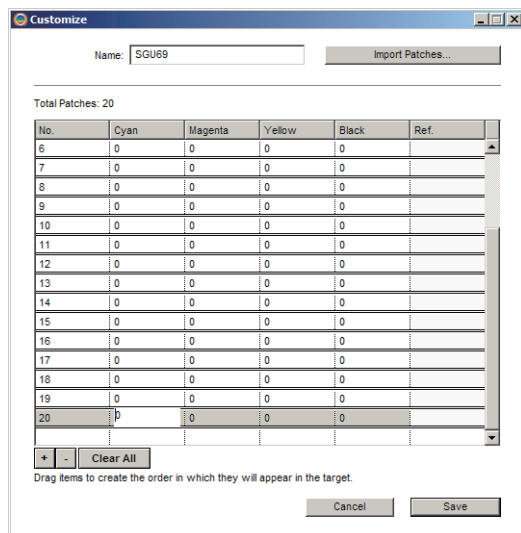 Customize
Name: SGU69 Import Patches...
Total Patches: 20
No. Cyan Magenta Yellow Black Ref.
6 0 0 0 0
7 0 0 0 0
8 0 0 0 0
9 0 0 0 0
10 0 0 0 0
11 0 0 0 0
12 0 0 0 0
13 0 0 0 0
14 0 0 0 0
15 0 0 0 0
16 0 0 0 0
17 0 0 0 0
18 0 0 0 0
19 0 0 0 0
20 0 0 0 0
+ - Clear All
Drag items to create the order in which they will appear in the target.
Cancel Save